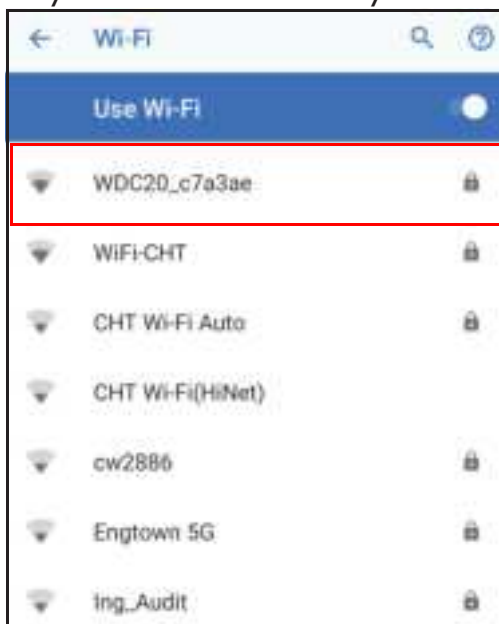 Wi-Fi
Use Wi-Fi
WDC20_c7a3ae
WiFi-CHT
CHT Wi-Fi Auto
CHT Wi-Fi(HiNet)
cw2886
Engtown 5G
Ing_Audit